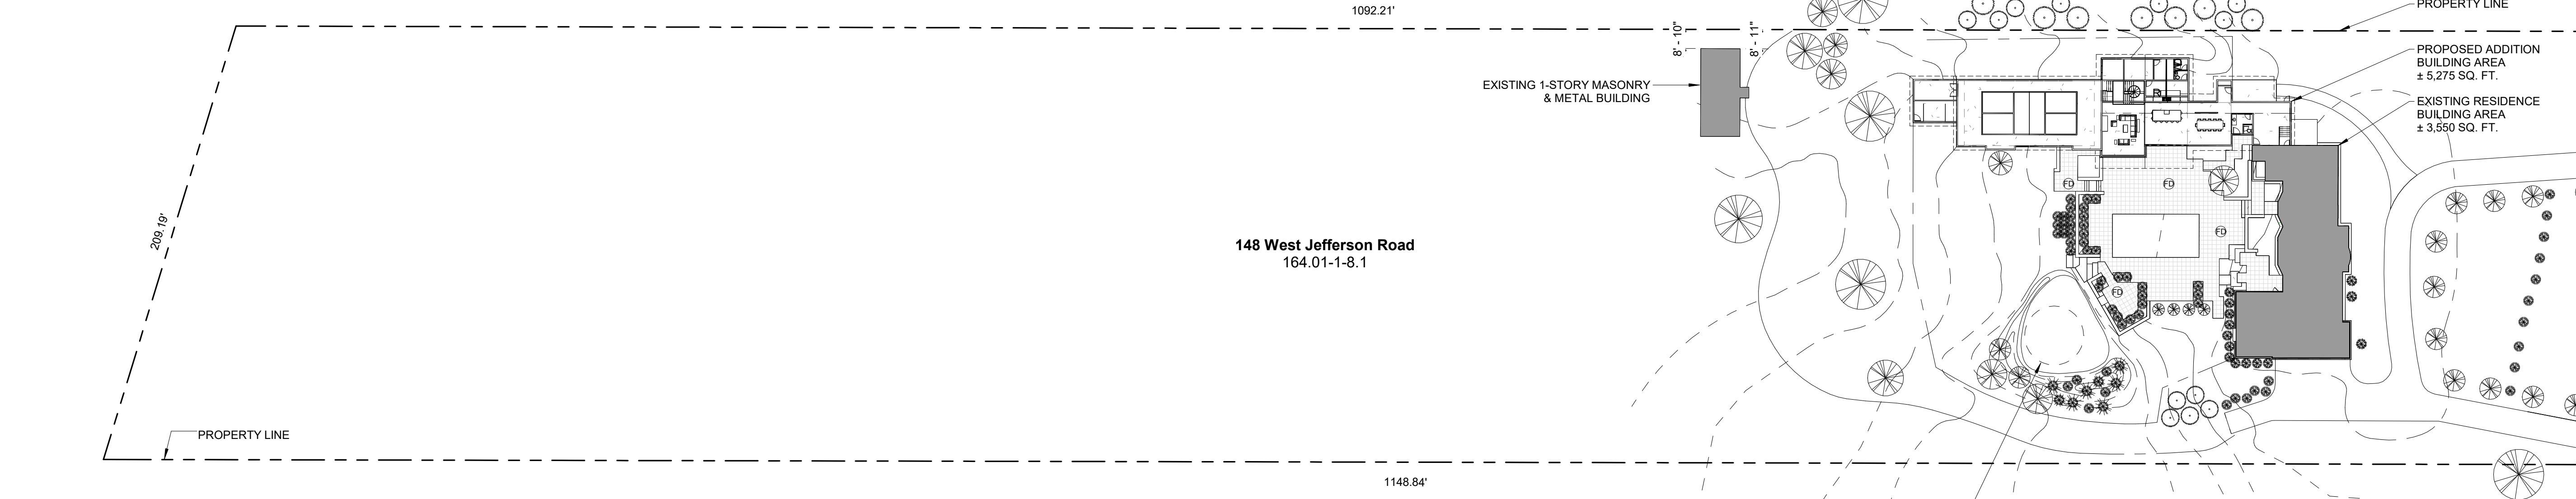 1092.21'
PROPERTY LINE
8' - 10"
8' - 11"
PROPOSED ADDITION
BUILDING AREA
± 5,275 SQ. FT.
EXISTING 1-STORY MASONRY
& METAL BUILDING
EXISTING RESIDENCE
BUILDING AREA
± 3,550 SQ. FT.
FD
FD
209.19'
FD
148 West Jefferson Road
164.01-1-8.1
FD
PROPERTY LINE
1148.84'